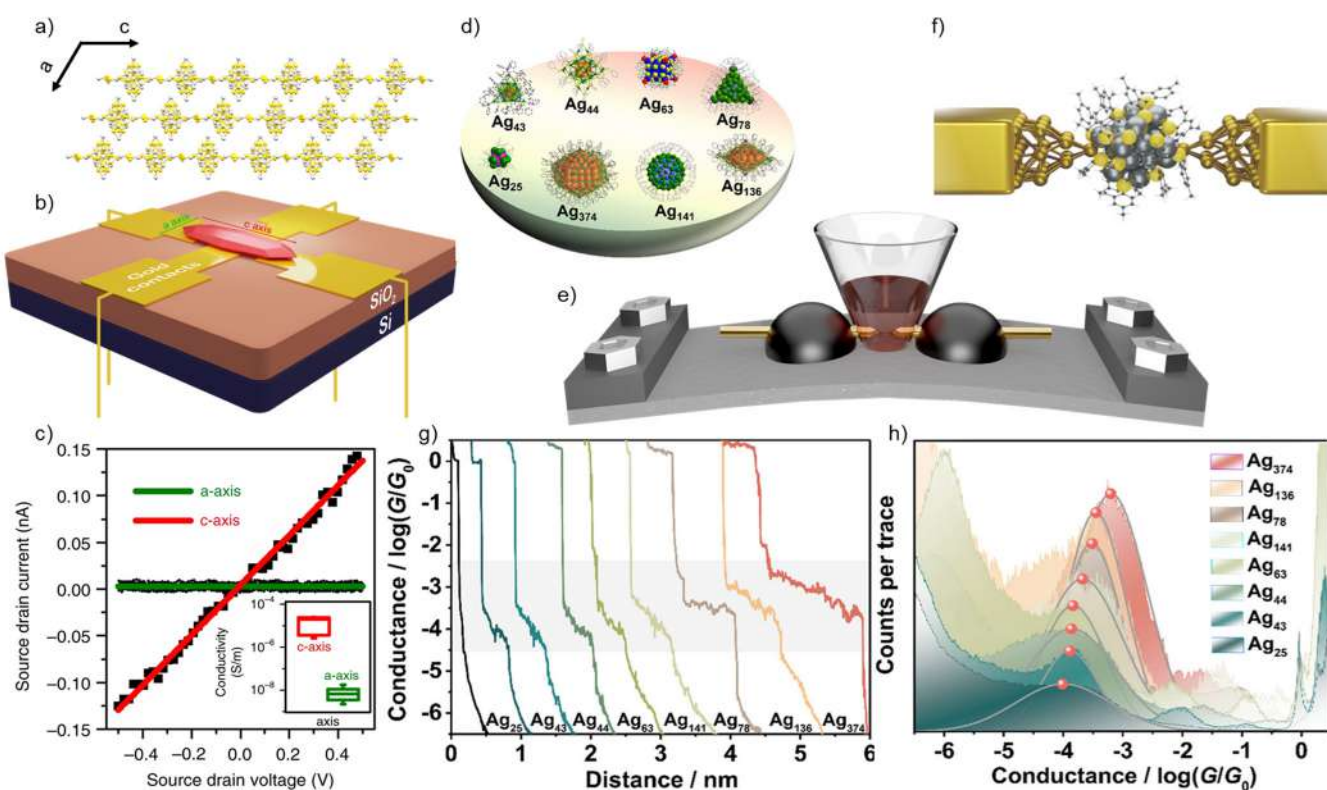 a)
c
a
b)
a axis
c-axis
Gold
contacts
SiO₂
Si
c)
0.15
0.10
0.05
0.00
−0.05
−0.10
−0.15
Source drain current (nA)
a-axis
c-axis
Conductivity
(S/m)
10⁻⁴
10⁻⁶
10⁻⁸
c-axis
a-axis
axis
−0.4
−0.2
0.0
0.2
0.4
Source drain voltage (V)
d)
Ag₄₃
Ag₄₄
Ag₆₃
Ag₇₈
Ag₂₅
Ag₃₇₄
Ag₁₄₁
Ag₁₃₆
e)
f)
g)
0
-1
-2
-3
-4
-5
-6
Conductance / log(G/G₀)
Ag₂₅
Ag₄₃
Ag₄₄
Ag₆₃
Ag₁₄₁
Ag₇₈
Ag₁₃₆
Ag₃₇₄
0
1
2
3
4
5
6
Distance / nm
h)
Counts per trace
Ag₃₇₄
Ag₁₃₆
Ag₇₈
Ag₁₄₁
Ag₆₃
Ag₄₄
Ag₄₃
Ag₂₅
-6
-5
-4
-3
-2
-1
0
Conductance / log(G/G₀)